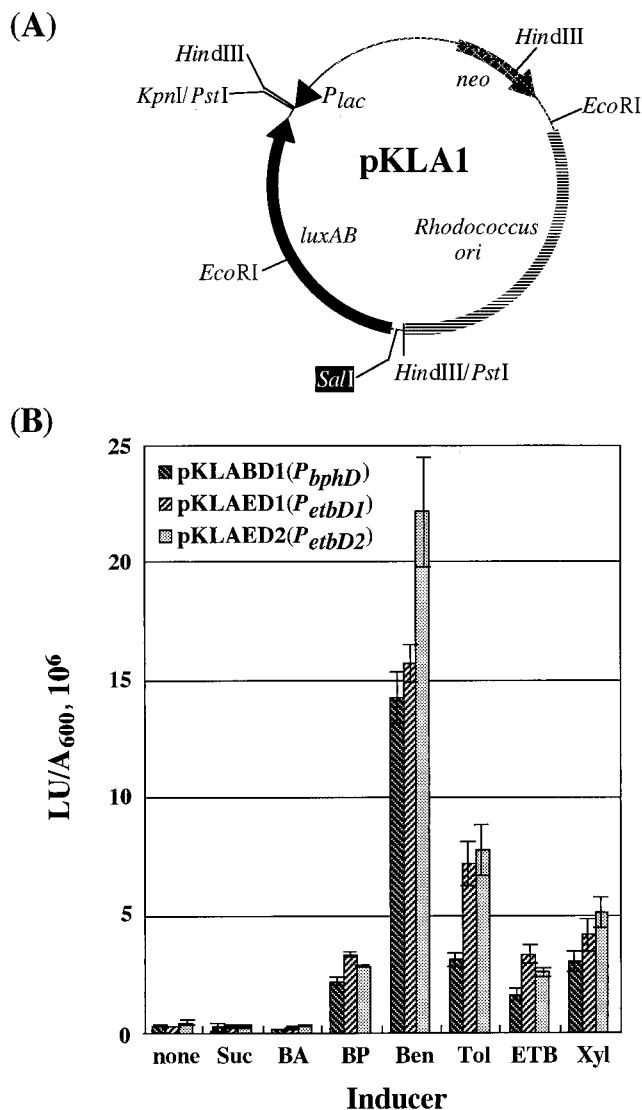 (A)
HindIII
HindIII
KpnI/PstI
Plac
neo
EcoRI
pKLA1
luxAB
Rhodococcus
ori
EcoRI
SalI
HindIII/PstI
(B)
25
20
15
10
5
0
LU/A600, 10⁶
pKLABD1(PbphD)
pKLAED1(PetbD1)
pKLAED2(PetbD2)
none Suc BA BP Ben Tol ETB Xyl
Inducer